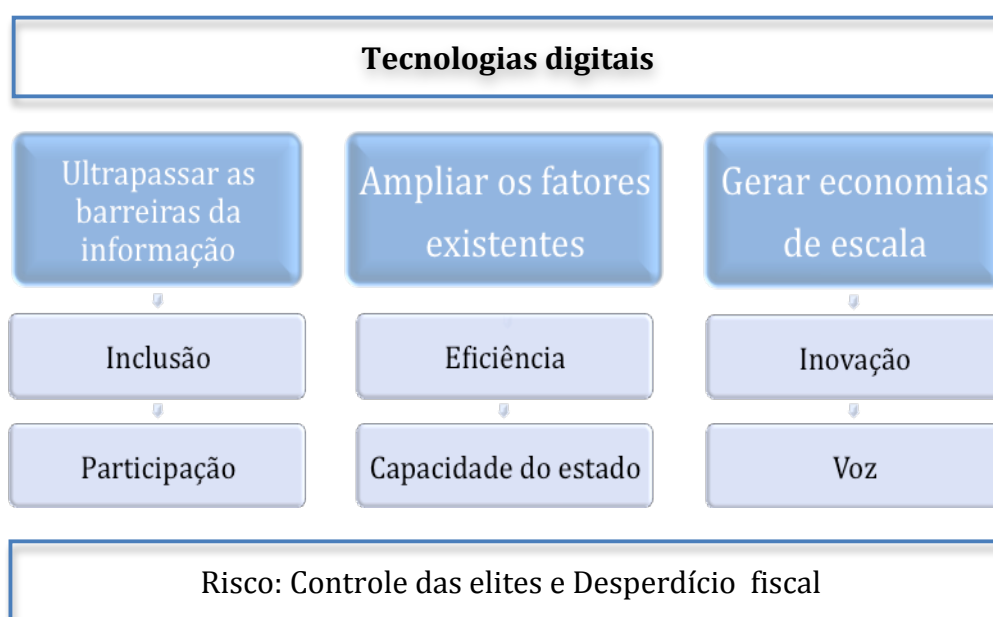 Tecnologias digitais
Ultrapassar as
barreiras da
informação
Ampliar os fatores
existentes
Gerar economias
de escala
Inclusão
Eficiência
Inovação
Participação
Capacidade do estado
Voz
Risco: Controle das elites e Desperdício fiscal